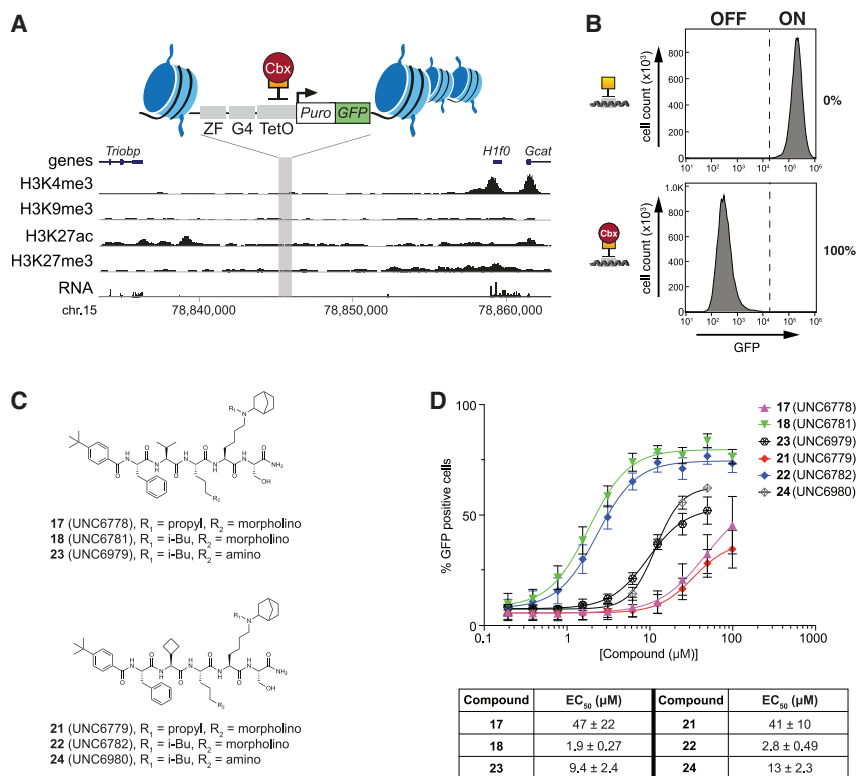 A
Cbx
ZF G4 TetO Puro GFP
genes Triobp H1f0 Gcat
H3K4me3
H3K9me3
H3K27ac
H3K27me3
RNA
chr.15 78,840,000 78,850,000 78,860,000
B
OFF ON
cell count (x10³)
800
600
400
200
0
10¹ 10² 10³ 10⁴ 10⁵ 10⁶
0%
Cbx
cell count (x10³)
1.0K
800
600
400
200
0
10¹ 10² 10³ 10⁴ 10⁵ 10⁶
100%
GFP
C
R₁ N
O H N O H N O NH₂
N H O N H O N H OH
R₂
17 (UNC6778), R₁ = propyl, R₂ = morpholino
18 (UNC6781), R₁ = i-Bu, R₂ = morpholino
23 (UNC6979), R₁ = i-Bu, R₂ = amino
R₁ N
O H N O H N O NH₂
N H O N H O N H OH
R₂
21 (UNC6779), R₁ = propyl, R₂ = morpholino
22 (UNC6782), R₁ = i-Bu, R₂ = morpholino
24 (UNC6980), R₁ = i-Bu, R₂ = amino
D
% GFP positive cells
100
50
0
0.1 1 10 100 1000
[Compound (µM)]
17 (UNC6778)
18 (UNC6781)
23 (UNC6979)
21 (UNC6779)
22 (UNC6782)
24 (UNC6980)
Compound EC₅₀ (µM) Compound EC₅₀ (µM)
17 47 ± 22 21 41 ± 10
18 1.9 ± 0.27 22 2.8 ± 0.49
23 9.4 ± 2.4 24 13 ± 2.3